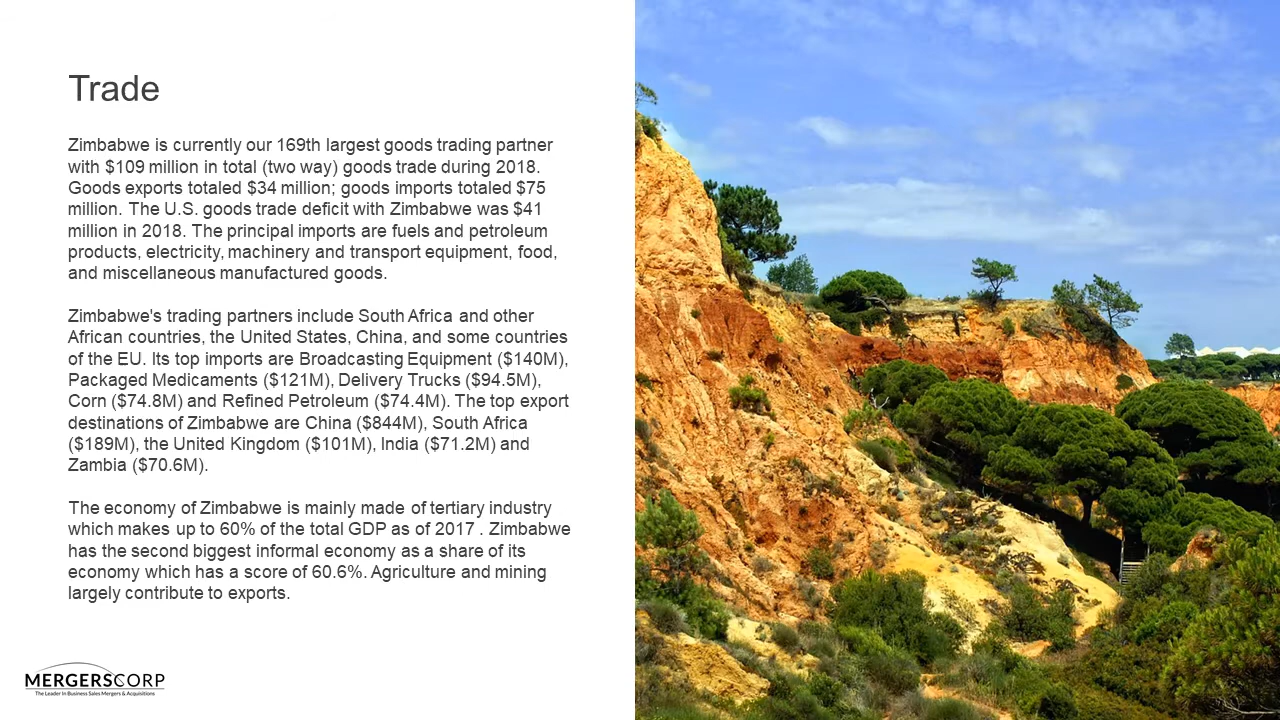 Trade
Zimbabwe is currently our 169th largest goods trading partner
with $109 million in total (two way) goods trade during 2018.
Goods exports totaled $34 million; goods imports totaled $75
million. The U.S. goods trade deficit with Zimbabwe was $41
million in 2018. The principal imports are fuels and petroleum
products, electricity, machinery and transport equipment, food,
and miscellaneous manufactured goods.
Zimbabwe's trading partners include South Africa and other
African countries, the United States, China, and some countries
of the EU. Its top imports are Broadcasting Equipment ($140M),
Packaged Medicaments ($121M), Delivery Trucks ($94.5M),
Corn ($74.8M) and Refined Petroleum ($74.4M). The top export
destinations of Zimbabwe are China ($844M), South Africa
($189M), the United Kingdom ($101M), India ($71.2M) and
Zambia ($70.6M).
The economy of Zimbabwe is mainly made of tertiary industry
which makes up to 60% of the total GDP as of 2017 . Zimbabwe
has the second biggest informal economy as a share of its
economy which has a score of 60.6%. Agriculture and mining
largely contribute to exports.
MERGERSCORP
The Leader In Business Sales Mergers & Acquisitions